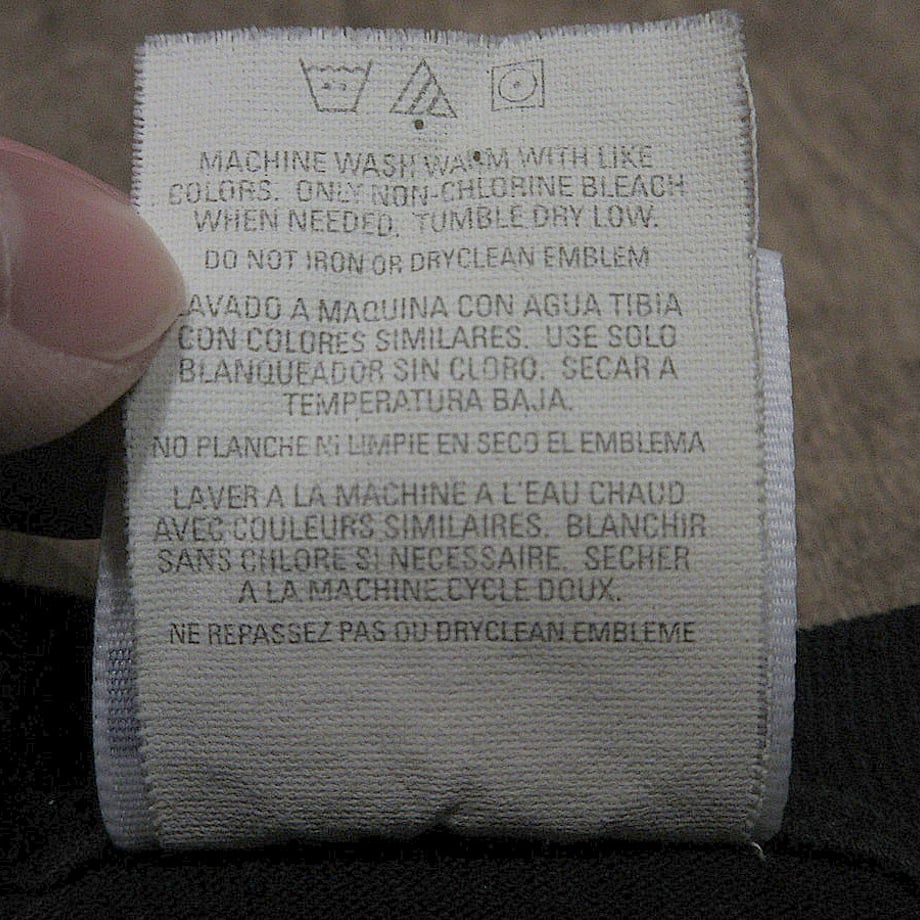 MACHINE WASH WARM WITH LIKE
COLORS. ONLY NON-CHLORINE BLEACH
WHEN NEEDED. TUMBLE DRY LOW.
DO NOT IRON OR DRYCLEAN EMBLEM
LAVADO A MAQUINA CON AGUA TIBIA
CON COLORES SIMILARES. USE SOLO
BLANQUEADOR SIN CLORO. SECAR A
TEMPERATURA BAJA.
NO PLANCHE NI LIMPIE EN SECO EL EMBLEMA
LAVER A LA MACHINE A L'EAU CHAUD
AVEC COULEURS SIMILAIRES. BLANCHIR
SANS CHLORE SI NECESSAIRE. SECHER
A LA MACHINE.CYCLE DOUX.
NE REPASSEZ PAS OU DRYCLEAN EMBLEME